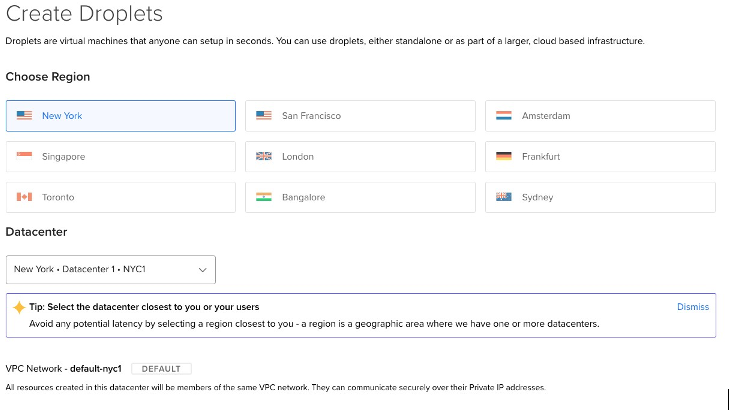 Create Droplets
Droplets are virtual machines that anyone can setup in seconds. You can use droplets, either standalone or as part of a larger, cloud based infrastructure.
Choose Region
New York
San Francisco
Amsterdam
Singapore
London
Frankfurt
Toronto
Bangalore
Sydney
Datacenter
New York • Datacenter 1 • NYC1
Tip: Select the datacenter closest to you or your users
Dismiss
Avoid any potential latency by selecting a region closest to you - a region is a geographic area where we have one or more datacenters.
VPC Network - default-nyc1 DEFAULT
All resources created in this datacenter will be members of the same VPC network. They can communicate securely over their Private IP addresses.